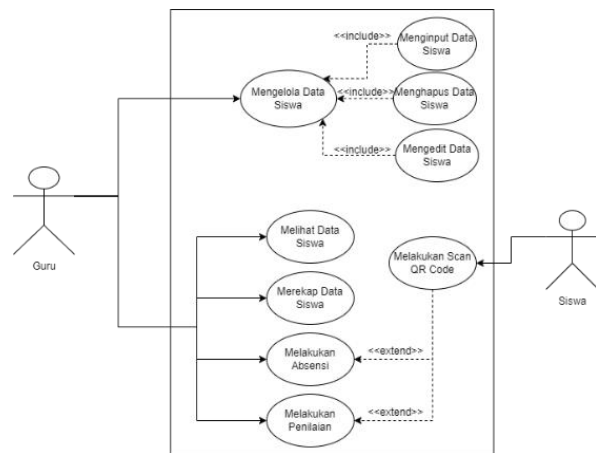 <<include>>
Menginput Data
Siswa
Mengelola Data
Siswa
<<include>>
Menghapus Data
Siswa
<<include>>
Mengedit Data
Siswa
Guru
Melihat Data
Siswa
Melakukan Scan
QR Code
Siswa
Merekap Data
Siswa
Melakukan
Absensi
<<extend>>
Melakukan
Penilaian
<<extend>>